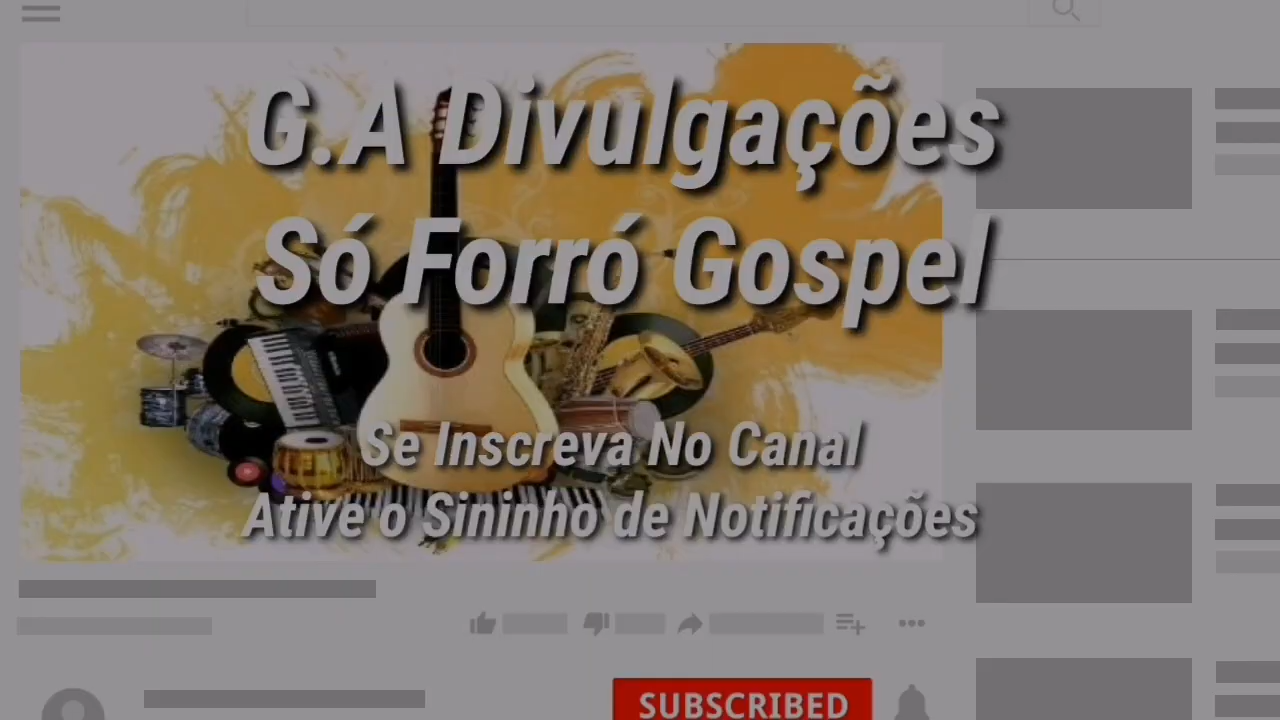 G.A Divulgações
Só Forró Gospel
Se Inscreva No Canal
Ative o Sininho de Notificações
SUBSCRIBED